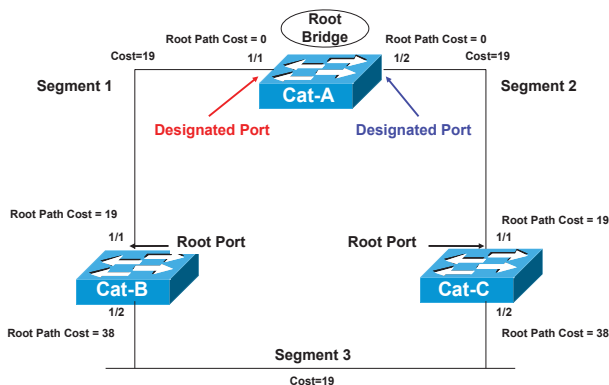 Root
Bridge
Root Path Cost = 0
Root Path Cost = 0
Cost=19
1/1
1/2
Cost=19
Segment 1
Segment 2
Cat-A
Designated Port
Designated Port
Root Path Cost = 19
Root Path Cost = 19
1/1
Root Port
Root Port
1/1
Cat-B
Cat-C
1/2
1/2
Root Path Cost = 38
Root Path Cost = 38
Segment 3
Cost=19